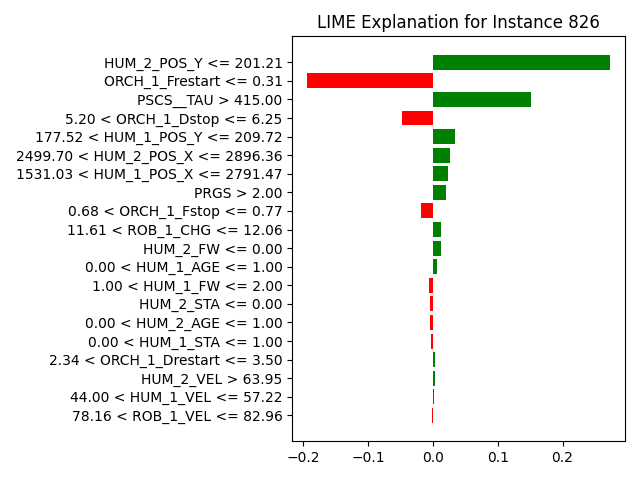 LIME Explanation for Instance 826
HUM_2_POS_Y <= 201.21
ORCH_1_Frestart <= 0.31
PSCS__TAU > 415.00
5.20 < ORCH_1_Dstop <= 6.25
177.52 < HUM_1_POS_Y <= 209.72
2499.70 < HUM_2_POS_X <= 2896.36
1531.03 < HUM_1_POS_X <= 2791.47
PRGS > 2.00
0.68 < ORCH_1_Fstop <= 0.77
11.61 < ROB_1_CHG <= 12.06
HUM_2_FW <= 0.00
0.00 < HUM_1_AGE <= 1.00
1.00 < HUM_1_FW <= 2.00
HUM_2_STA <= 0.00
0.00 < HUM_2_AGE <= 1.00
0.00 < HUM_1_STA <= 1.00
2.34 < ORCH_1_Drestart <= 3.50
HUM_2_VEL > 63.95
44.00 < HUM_1_VEL <= 57.22
78.16 < ROB_1_VEL <= 82.96
−0.2 −0.1 0.0 0.1 0.2